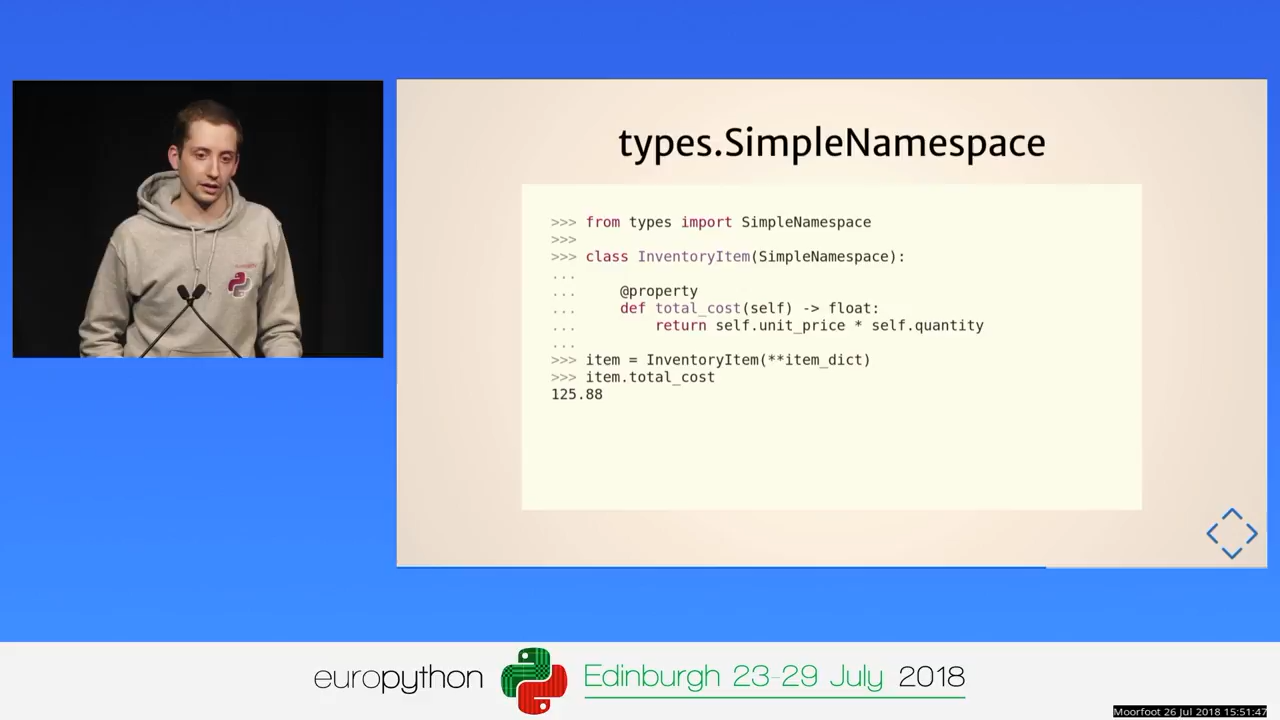 types.SimpleNamespace
>>> from types import SimpleNamespace
>>>
>>> class InventoryItem(SimpleNamespace):
...
...     @property
...     def total_cost(self) -> float:
...         return self.unit_price * self.quantity
...
>>> item = InventoryItem(**item_dict)
>>> item.total_cost
125.88
europython Edinburgh 23-29 July 2018
Moorfoot 26 Jul 2018 15:51:47